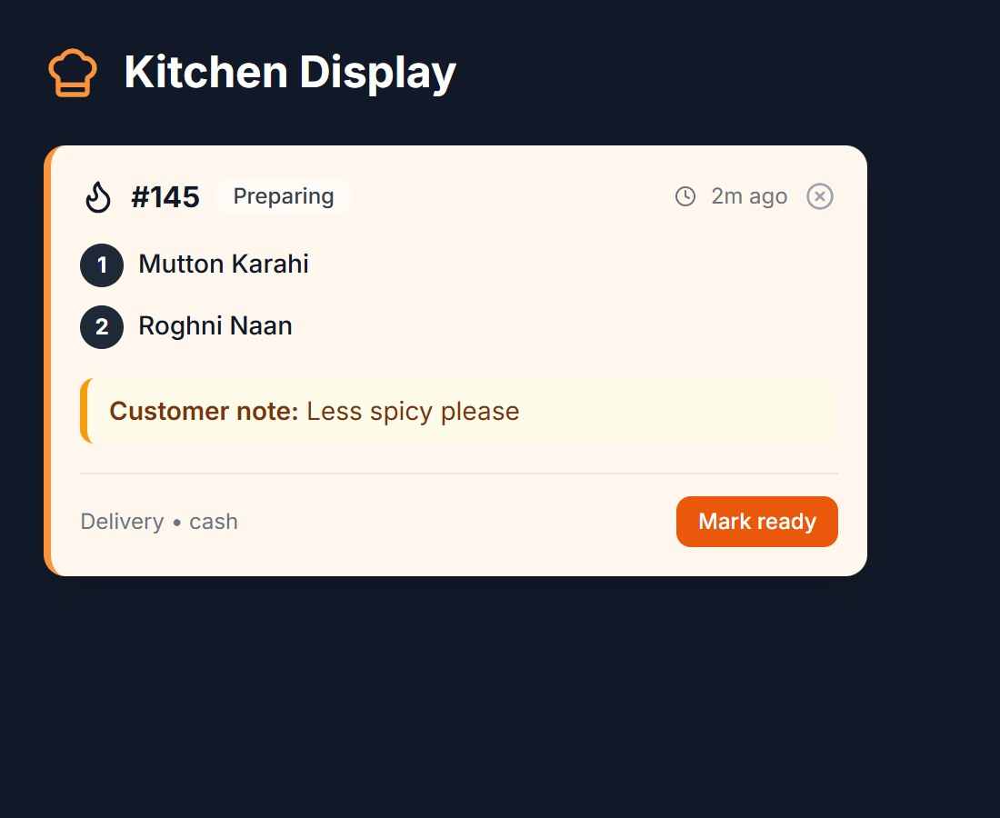 Kitchen Display
#145 Preparing 2m ago
1 Mutton Karahi
2 Roghni Naan
Customer note: Less spicy please
Delivery • cash Mark ready